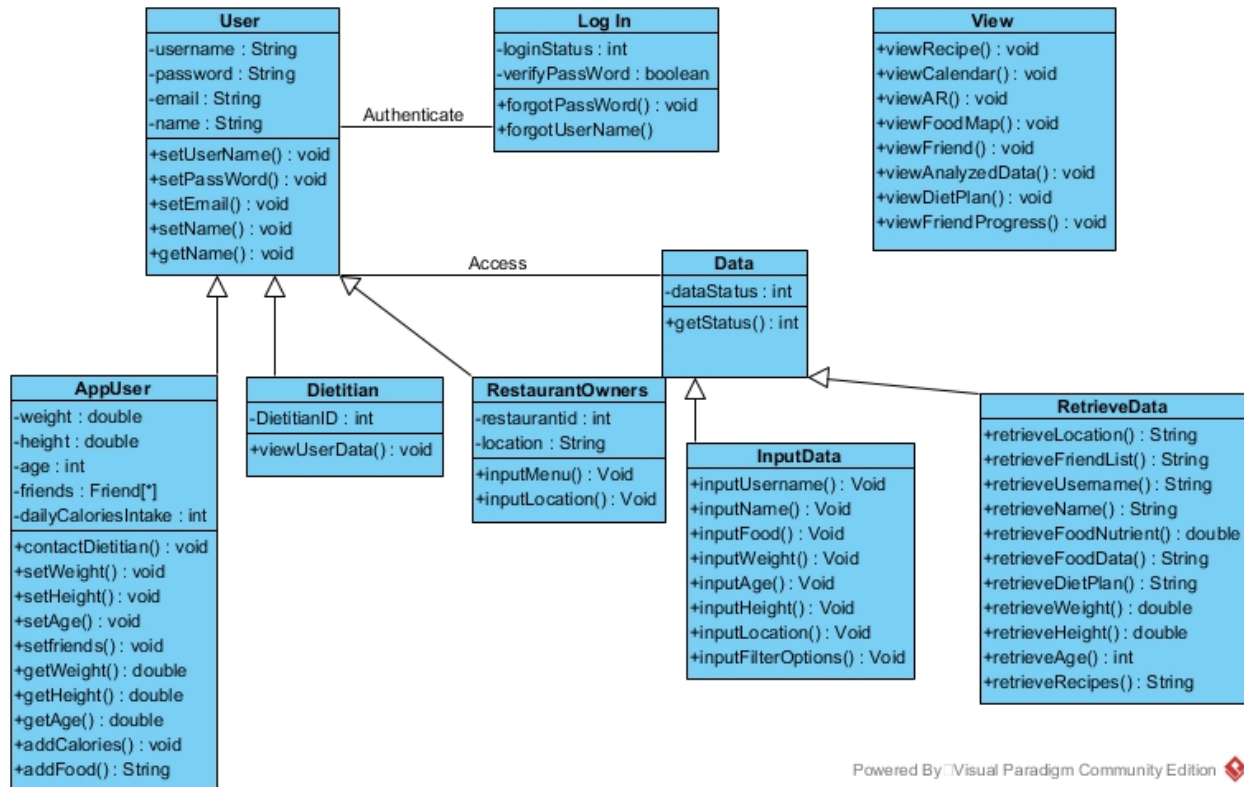 User
-username : String
-password : String
-email : String
-name : String
+setUserName() : void
+setPassWord() : void
+setEmail() : void
+setName() : void
+getName() : void
Authenticate
Log In
-loginStatus : int
-verifyPassWord : boolean
+forgotPassWord() : void
+forgotUserName()
View
+viewRecipe() : void
+viewCalendar() : void
+viewAR() : void
+viewFoodMap() : void
+viewFriend() : void
+viewAnalyzedData() : void
+viewDietPlan() : void
+viewFriendProgress() : void
Access
Data
-dataStatus : int
+getStatus() : int
AppUser
-weight : double
-height : double
-age : int
-friends : Friend[*]
-dailyCaloriesIntake : int
+contactDietitian() : void
+setWeight() : void
+setHeight() : void
+setAge() : void
+setfriends() : void
+getWeight() : double
+getHeight() : double
+getAge() : double
+addCalories() : void
+addFood() : String
Dietitian
-DietitianID : int
+viewUserData() : void
RestaurantOwners
-restaurantid : int
-location : String
+inputMenu() : Void
+inputLocation() : Void
InputData
+inputUsername() : Void
+inputName() : Void
+inputFood() : Void
+inputWeight() : Void
+inputAge() : Void
+inputHeight() : Void
+inputLocation() : Void
+inputFilterOptions() : Void
RetrieveData
+retrieveLocation() : String
+retrieveFriendList() : String
+retrieveUsername() : String
+retrieveName() : String
+retrieveFoodNutrient() : double
+retrieveFoodData() : String
+retrieveDietPlan() : String
+retrieveWeight() : double
+retrieveHeight() : double
+retrieveAge() : int
+retrieveRecipes() : String
Powered By Visual Paradigm Community Edition